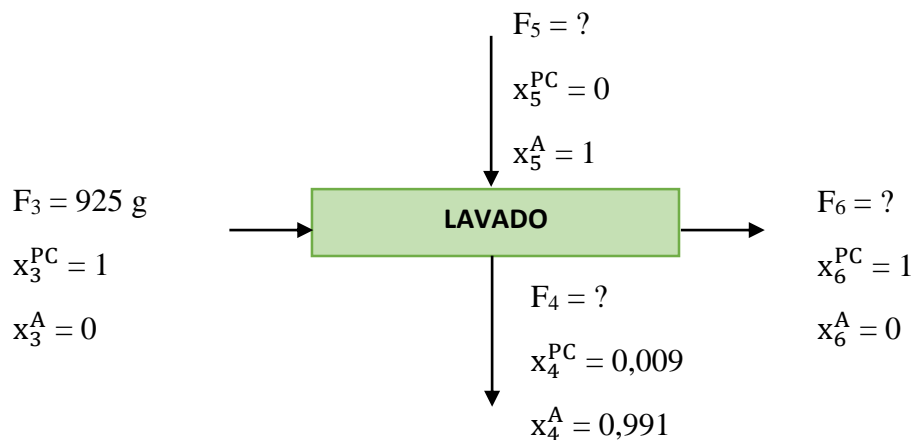 F₅ = ?
x₅ᴾᶜ = 0
x₅ᴬ = 1
F₃ = 925 g
x₃ᴾᶜ = 1
x₃ᴬ = 0
LAVADO
F₆ = ?
x₆ᴾᶜ = 1
x₆ᴬ = 0
F₄ = ?
x₄ᴾᶜ = 0,009
x₄ᴬ = 0,991